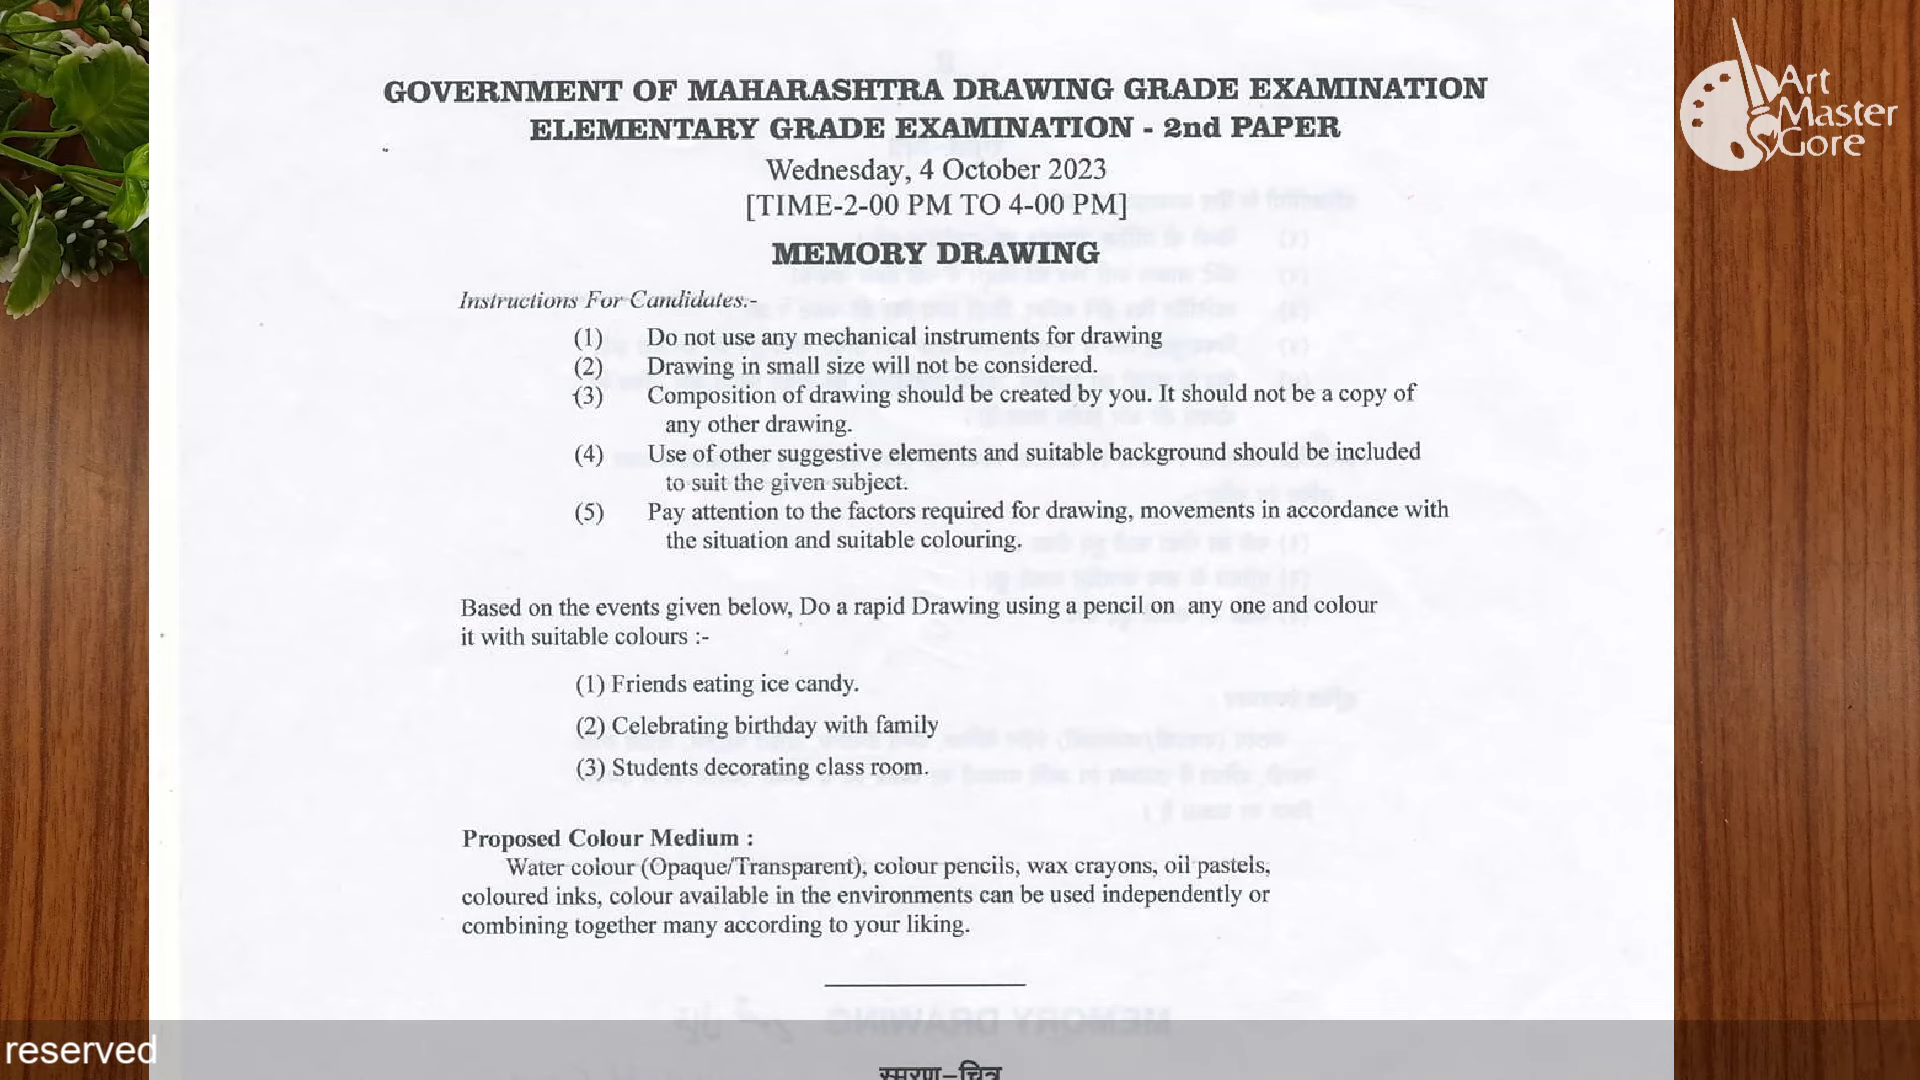 GOVERNMENT OF MAHARASHTRA DRAWING GRADE EXAMINATION
ELEMENTARY GRADE EXAMINATION - 2nd PAPER
Wednesday, 4 October 2023
[TIME-2-00 PM TO 4-00 PM]
MEMORY DRAWING
Instructions For Candidates:-
(1) Do not use any mechanical instruments for drawing
(2) Drawing in small size will not be considered.
(3) Composition of drawing should be created by you. It should not be a copy of
any other drawing.
(4) Use of other suggestive elements and suitable background should be included
to suit the given subject.
(5) Pay attention to the factors required for drawing, movements in accordance with
the situation and suitable colouring.
Based on the events given below, Do a rapid Drawing using a pencil on any one and colour
it with suitable colours :-
(1) Friends eating ice candy.
(2) Celebrating birthday with family
(3) Students decorating class room.
Proposed Colour Medium :
Water colour (Opaque/Transparent), colour pencils, wax crayons, oil pastels,
coloured inks, colour available in the environments can be used independently or
combining together many according to your liking.
स्मरण-चित्र
Art
Master
Gore
reserved